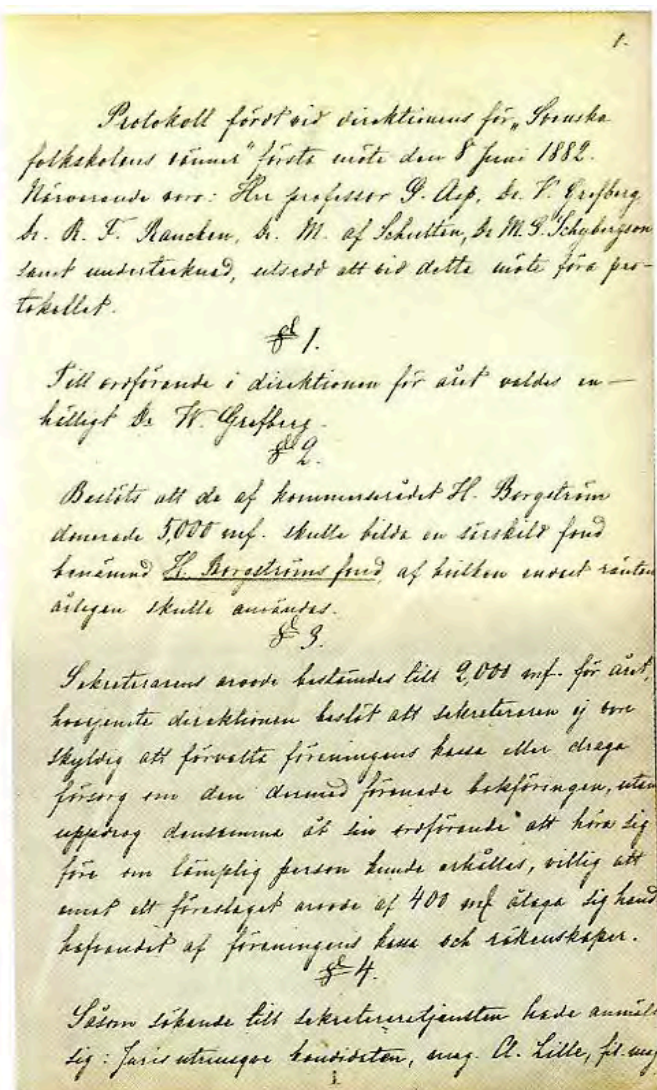 1.
Protokoll fördt vid direktionens för „Svenska
folkskolans vänner" första möte den 8 Juni 1882.
Närvarande voro: Hrr professor G. Asp, Dr. V. Grefberg
Dr. R. F. Rancken, Dr. M. af Schultén, Dr M. G. Schybergson
samt undertecknad, utsedd att vid detta möte föra pro-
tokollet.
§ 1.
Till ordförande i direktionen för året valdes en-
hälligt Dr W. Grefberg.
§ 2.
Beslöts att de af kommerserådet H. Borgström
donerade 5,000 mf. skulle bilda en särskild fond
benämnd H. Borgströms fond, af hvilken endast räntan
årligen skulle användas.
§ 3.
Sekreterarens arvode bestämdes till 2,000 mf. för året,
hvarjemte direktionen beslöt att sekreteraren ej vore
skyldig att förvalta föreningens kassa eller draga
försorg om den dermed förenade bokföringen, utan
uppdrog densamma åt sin ordförande att höra sig
före om lämplig person kunde erhållas, villig att
emot ett föreslaget arvode af 400 mf åtaga sig hand
hafvandet af föreningens kassa och räkenskaper.
§ 4.
Såsom sökande till sekreteraretjensten hade anmält
sig: Juris utriusque kandidaten, mag. A. Lille, fil. mag